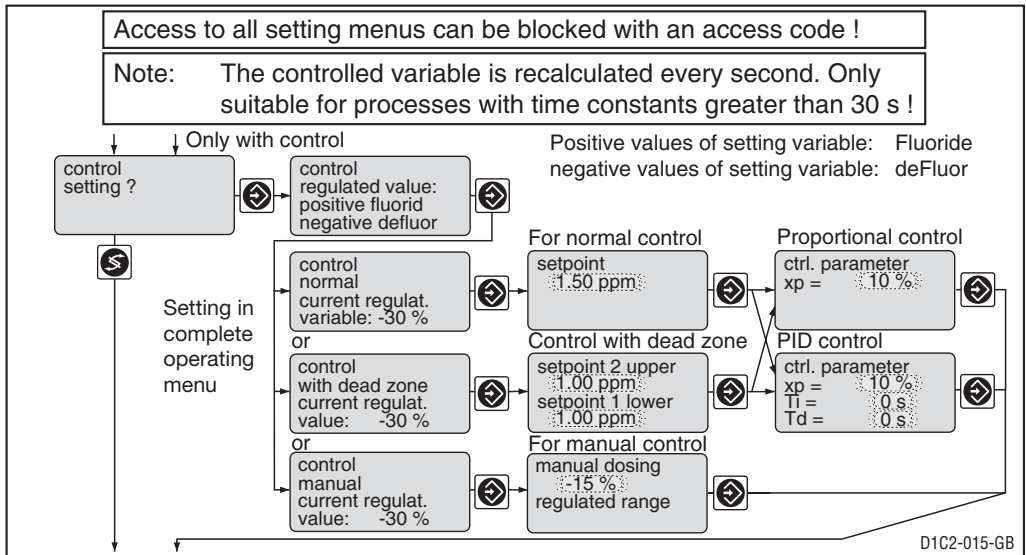 Access to all setting menus can be blocked with an access code !
Note: The controlled variable is recalculated every second. Only
suitable for processes with time constants greater than 30 s !
Only with control
Positive values of setting variable: Fluoride
negative values of setting variable: deFluor
control
setting ?
control
regulated value:
positive fluorid
negative defluor
Setting in
complete
operating
menu
control
normal
current regulat.
variable: -30 %
For normal control
setpoint
1.50 ppm
Proportional control
ctrl. parameter
xp = 10 %
or
control
with dead zone
current regulat.
value: -30 %
Control with dead zone
setpoint 2 upper
1.00 ppm
setpoint 1 lower
1.00 ppm
PID control
ctrl. parameter
xp = 10 %
Ti = 0 s
Td = 0 s
or
control
manual
current regulat.
value: -30 %
For manual control
manual dosing
-15 %
regulated range
D1C2-015-GB